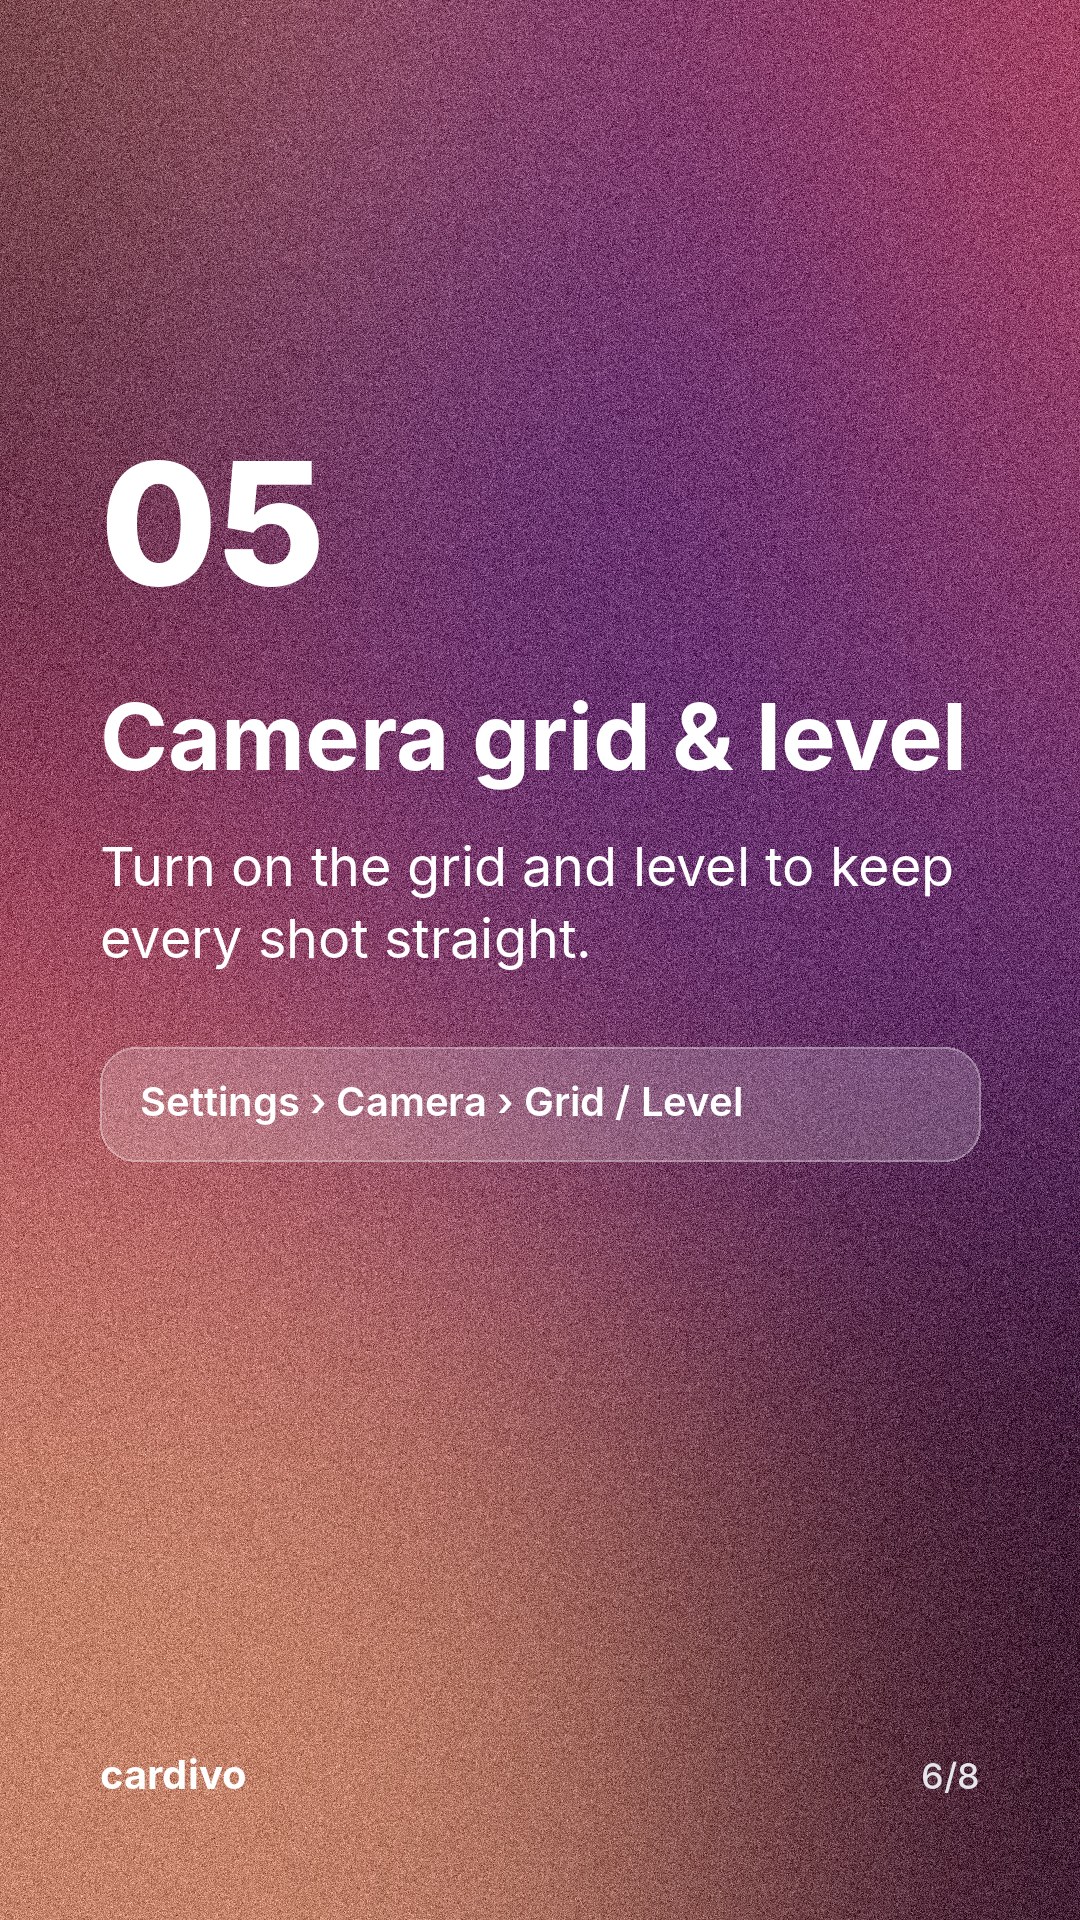 05
Camera grid & level
Turn on the grid and level to keep
every shot straight.
Settings › Camera › Grid / Level
cardivo
6/8